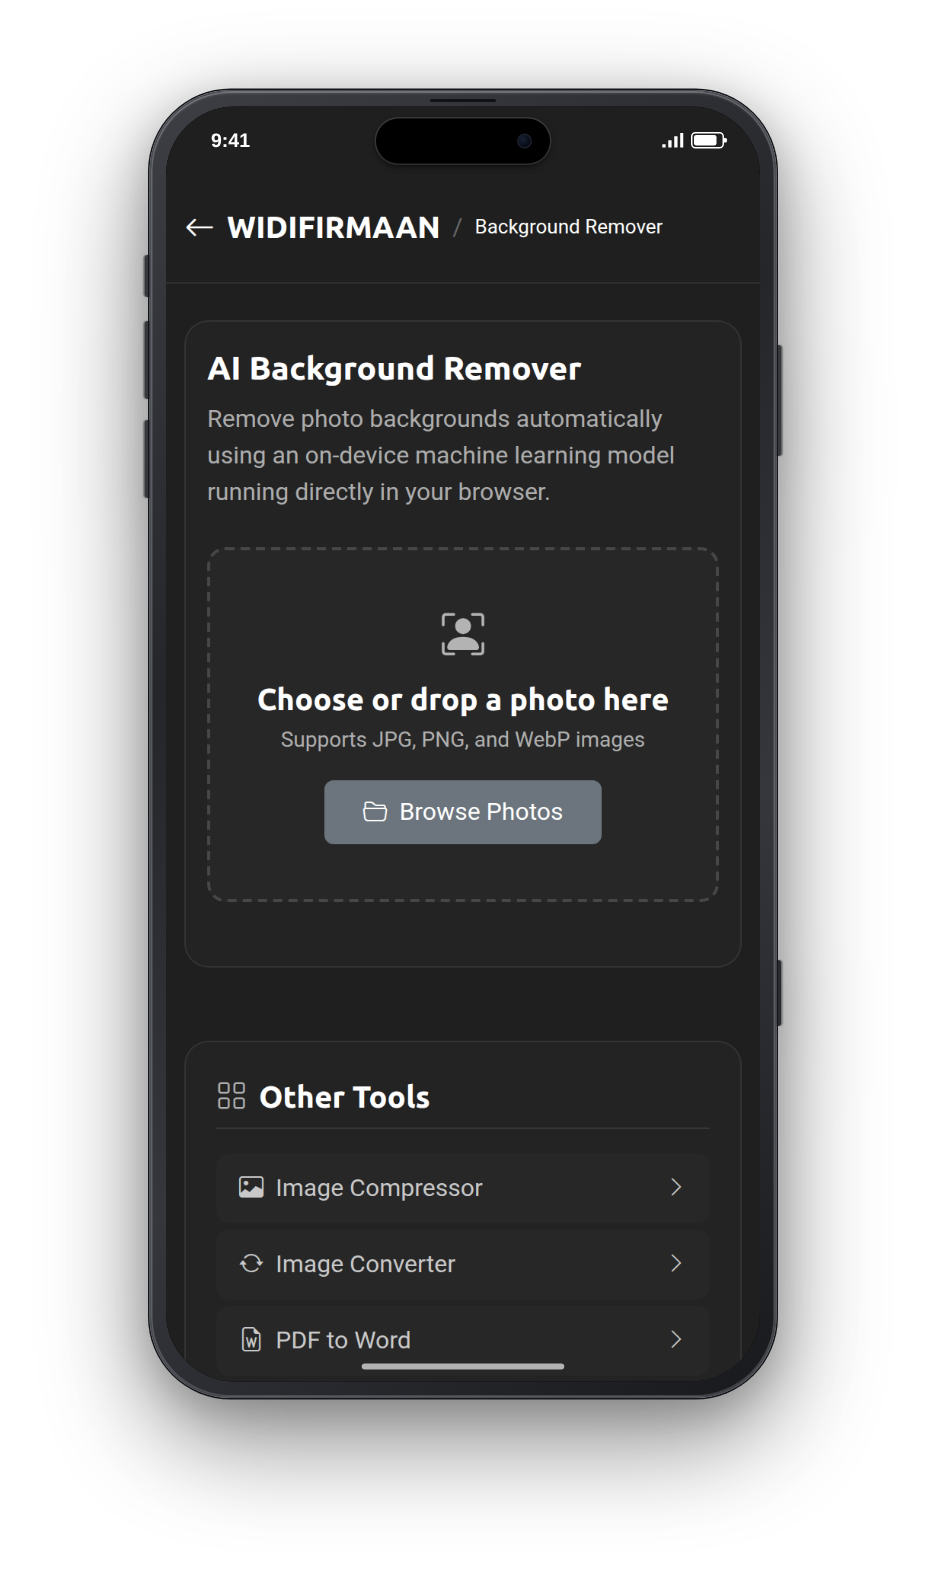 9:41
WIDIFIRMAAN / Background Remover
AI Background Remover
Remove photo backgrounds automatically
using an on-device machine learning model
running directly in your browser.
Choose or drop a photo here
Supports JPG, PNG, and WebP images
Browse Photos
Other Tools
Image Compressor
Image Converter
PDF to Word